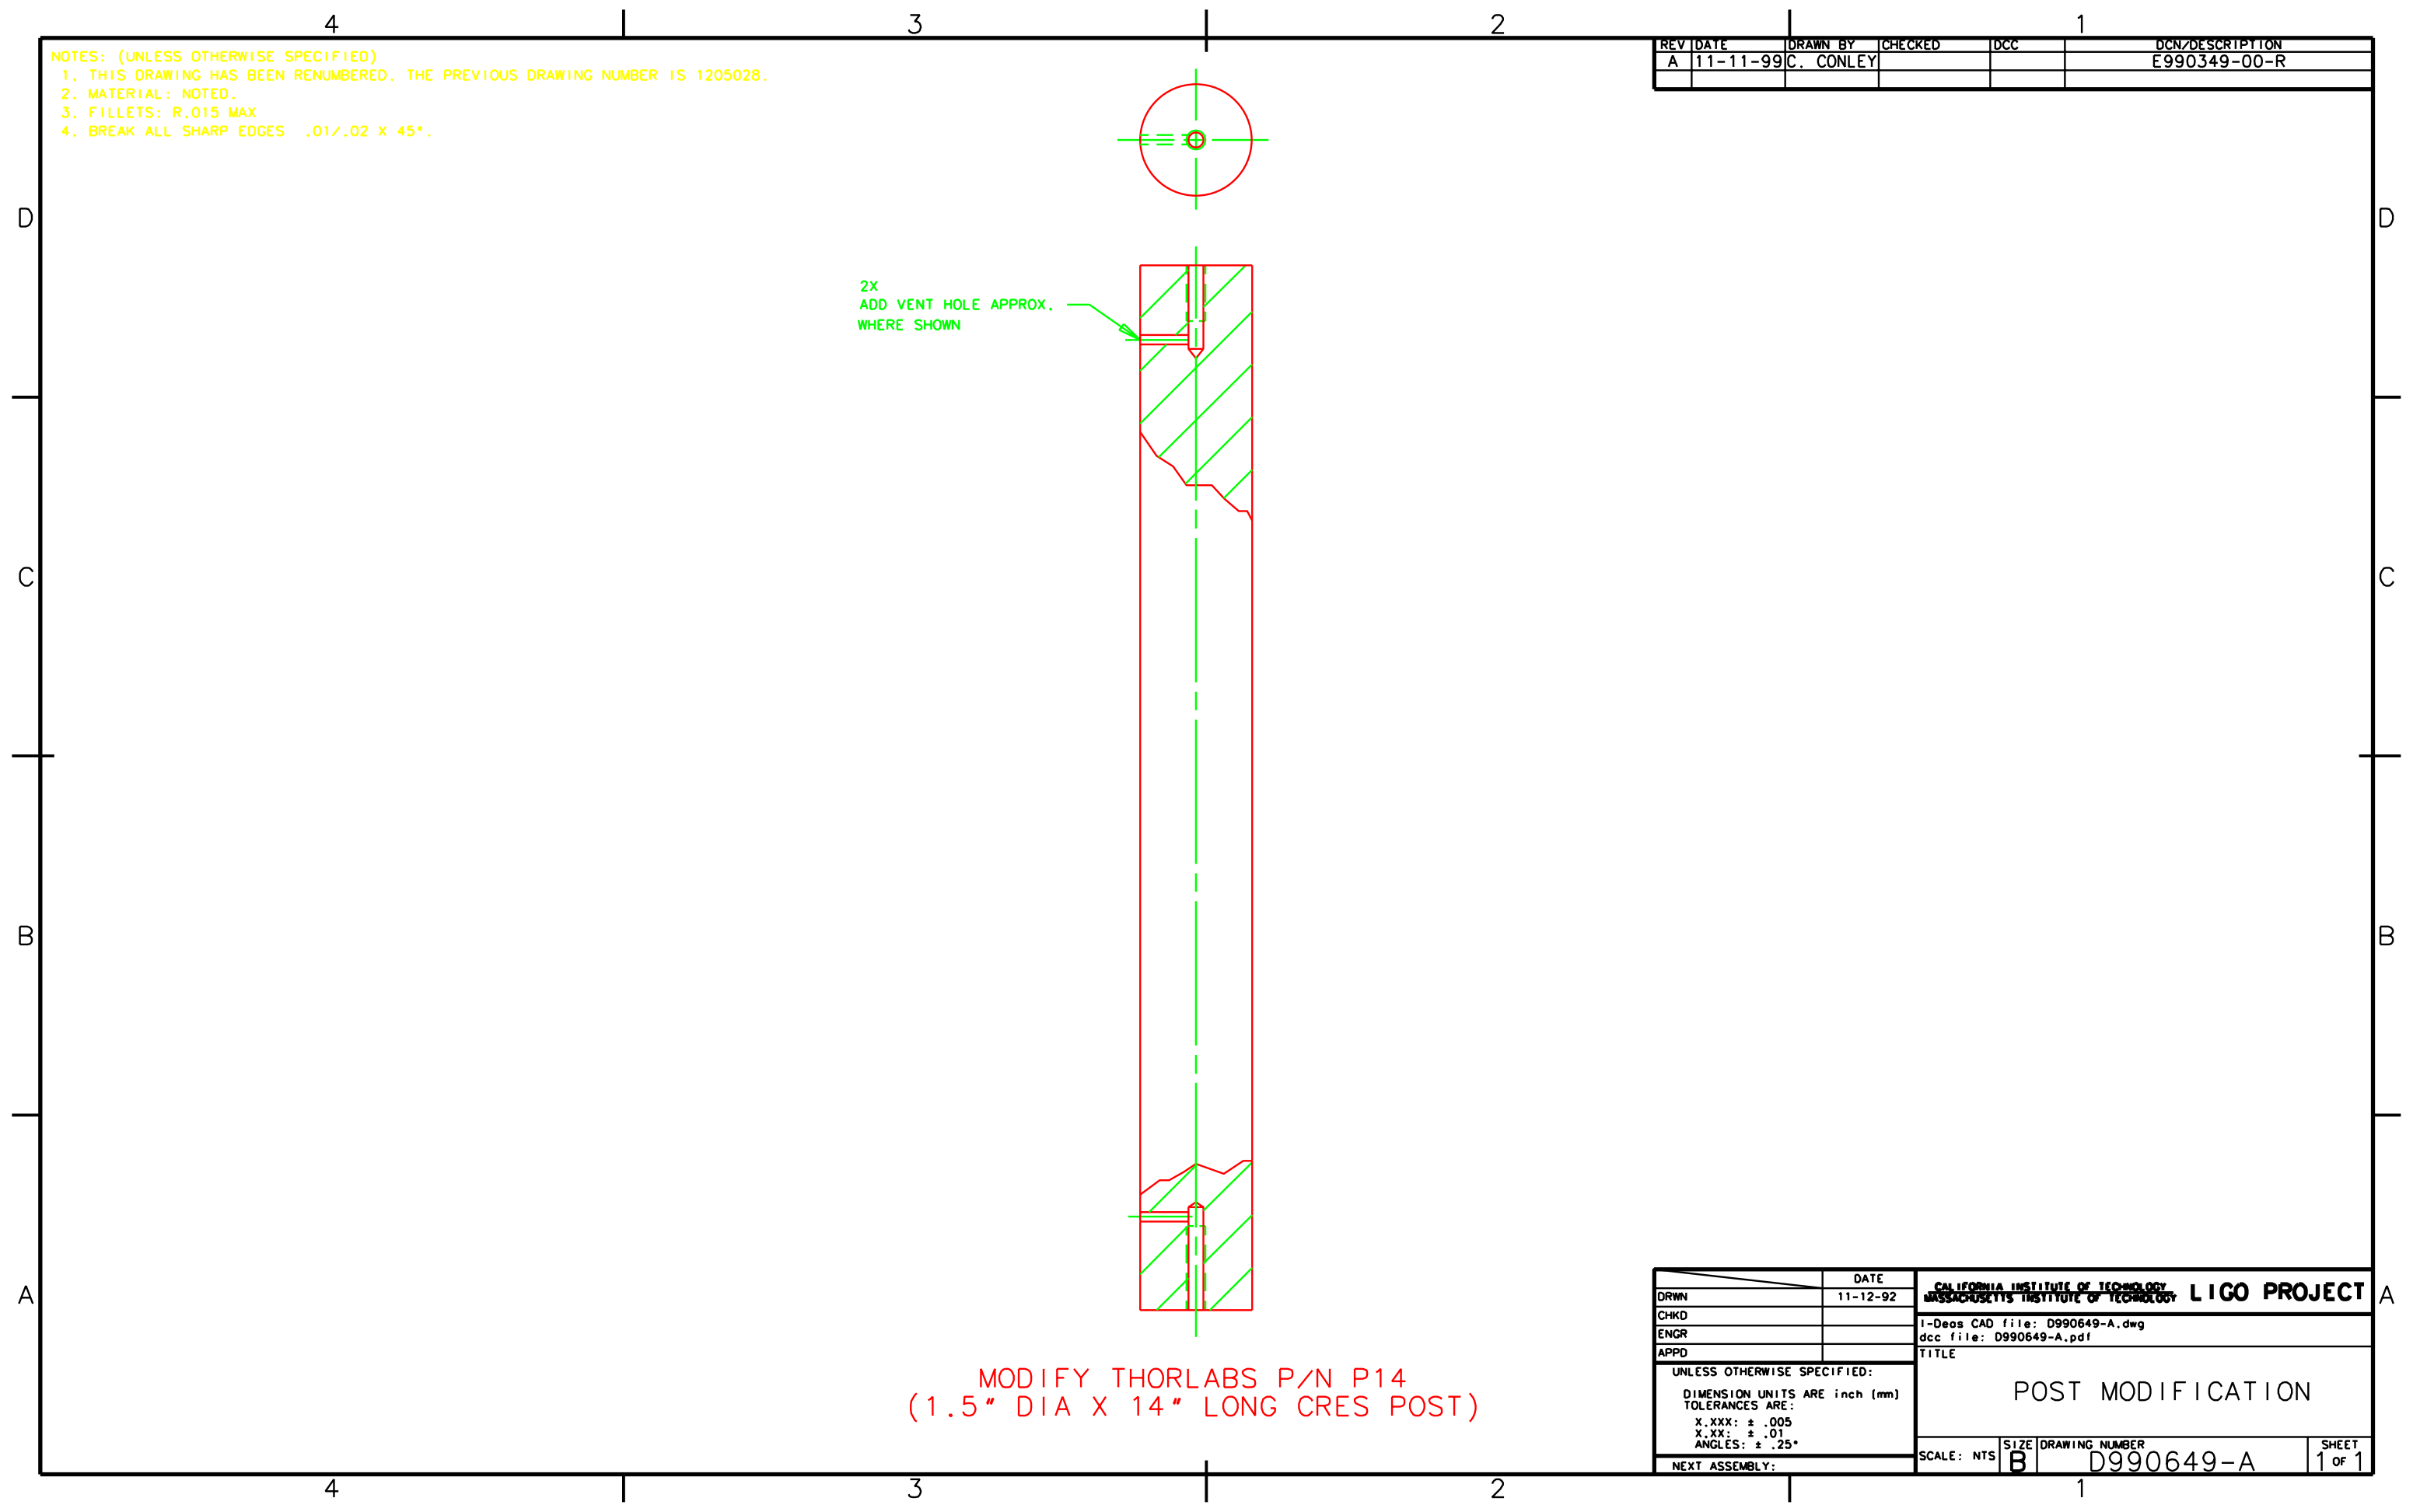 4 3 2 1
NOTES: (UNLESS OTHERWISE SPECIFIED)
1. THIS DRAWING HAS BEEN RENUMBERED. THE PREVIOUS DRAWING NUMBER IS 1205028.
2. MATERIAL: NOTED.
3. FILLETS: R.015 MAX
4. BREAK ALL SHARP EDGES .01/.02 X 45°.
REV DATE DRAWN BY CHECKED DCC DCN/DESCRIPTION
A 11-11-99 C. CONLEY E990349-00-R
D D
2X
ADD VENT HOLE APPROX.
WHERE SHOWN
C C
B B
A A
MODIFY THORLABS P/N P14
(1.5" DIA X 14" LONG CRES POST)
DATE
DRWN 11-12-92
CHKD
ENGR
APPD
CALIFORNIA INSTITUTE OF TECHNOLOGY
MASSACHUSETTS INSTITUTE OF TECHNOLOGY
LIGO PROJECT
I-Deas CAD file: D990649-A.dwg
dcc file: D990649-A.pdf
TITLE
POST MODIFICATION
UNLESS OTHERWISE SPECIFIED:
DIMENSION UNITS ARE inch [mm]
TOLERANCES ARE:
X.XXX: ± .005
X.XX: ± .01
ANGLES: ± .25°
NEXT ASSEMBLY:
SCALE: NTS
SIZE
B
DRAWING NUMBER
D990649-A
SHEET
1 OF 1
4 3 2 1